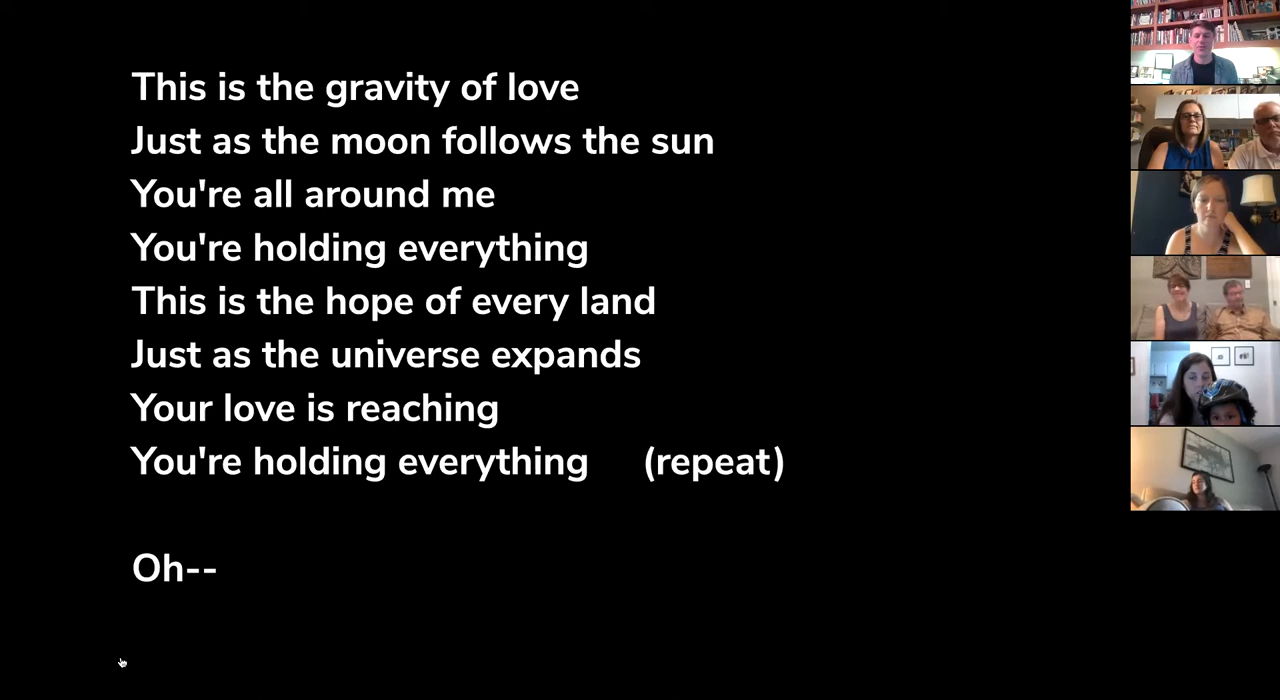 This is the gravity of love
Just as the moon follows the sun
You're all around me
You're holding everything
This is the hope of every land
Just as the universe expands
Your love is reaching
You're holding everything (repeat)
Oh--